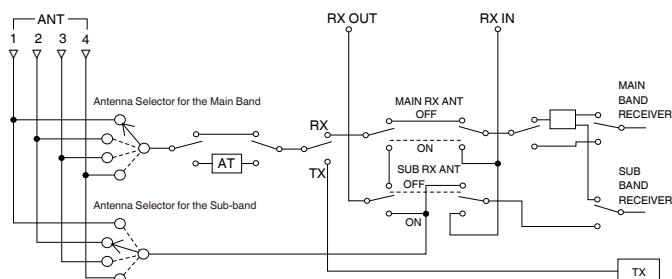 ANT
1 2 3 4
RX OUT
RX IN
Antenna Selector for the Main Band
AT
RX
TX
MAIN RX ANT
OFF
ON
MAIN
BAND
RECEIVER
SUB RX ANT
OFF
ON
SUB
BAND
RECEIVER
Antenna Selector for the Sub-band
TX